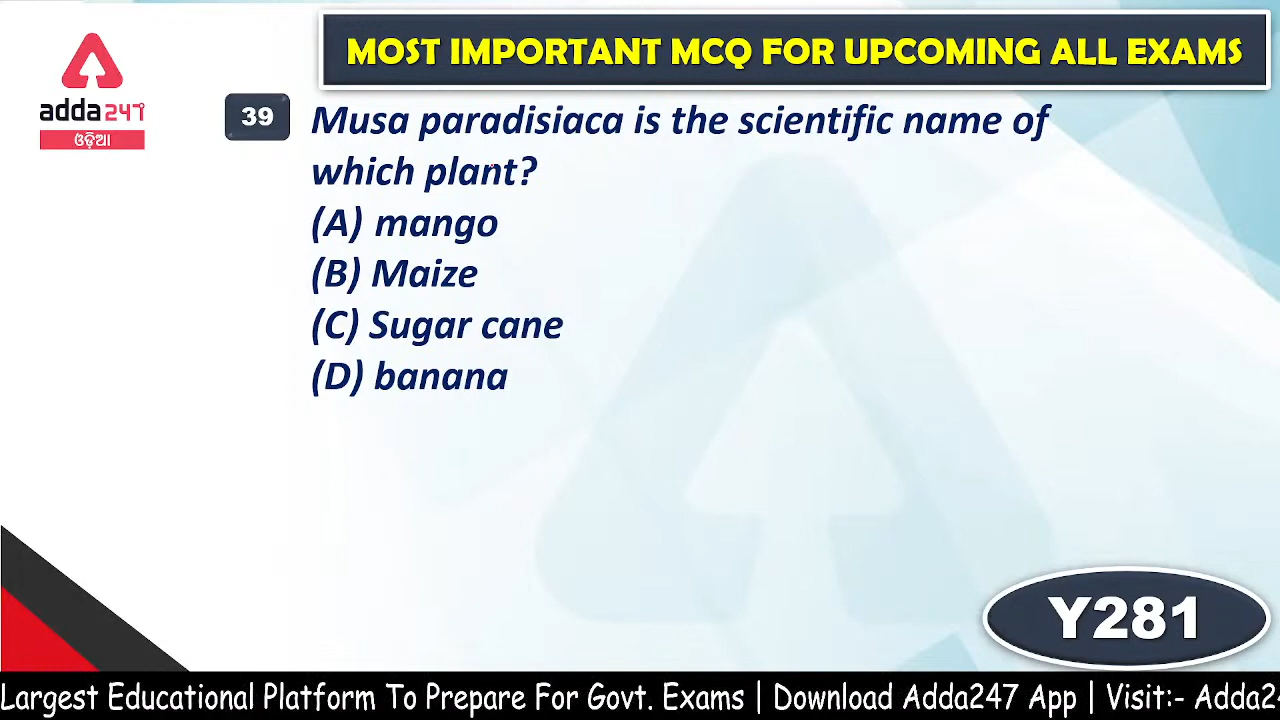 MOST IMPORTANT MCQ FOR UPCOMING ALL EXAMS
adda247
ଓଡ଼ିଆ
39
Musa paradisiaca is the scientific name of
which plant?
(A) mango
(B) Maize
(C) Sugar cane
(D) banana
Y281
Largest Educational Platform To Prepare For Govt. Exams | Download Adda247 App | Visit:- Adda2